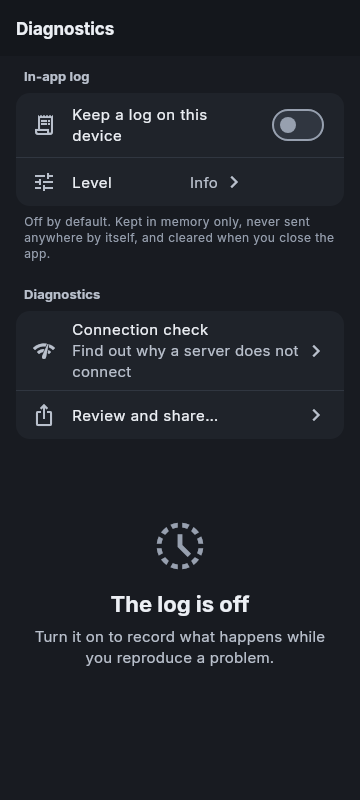 Diagnostics
In-app log
Keep a log on this
device
Level
Info
Off by default. Kept in memory only, never sent
anywhere by itself, and cleared when you close the
app.
Diagnostics
Connection check
Find out why a server does not
connect
Review and share...
The log is off
Turn it on to record what happens while
you reproduce a problem.